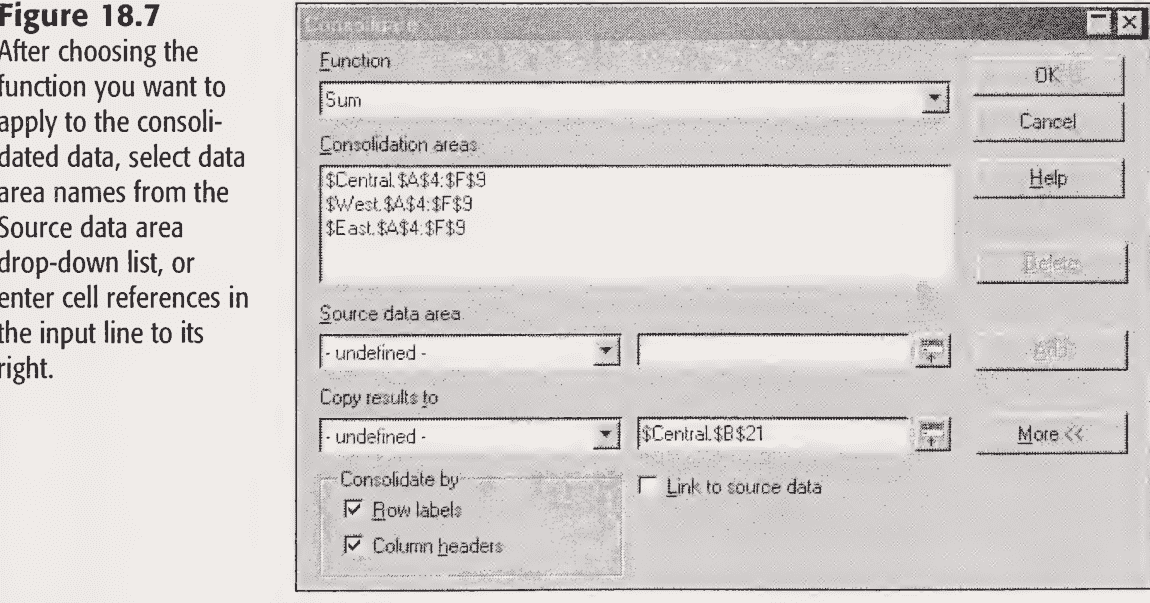 Figure 18.7
After choosing the
function you want to
apply to the consoli-
dated data, select data
area names from the
Source data area
drop-down list, or
enter cell references in
the input line to its
right.
Consolidate
Function
Sum
OK
Cancel
Consolidation areas
$Central.$A$4:$F$9
$West.$A$4:$F$9
$East.$A$4:$F$9
Help
Delete
Source data area
- undefined -
Add
Copy results to
- undefined -
$Central.$B$21
More <<
Consolidate by
Row labels
Column headers
Link to source data